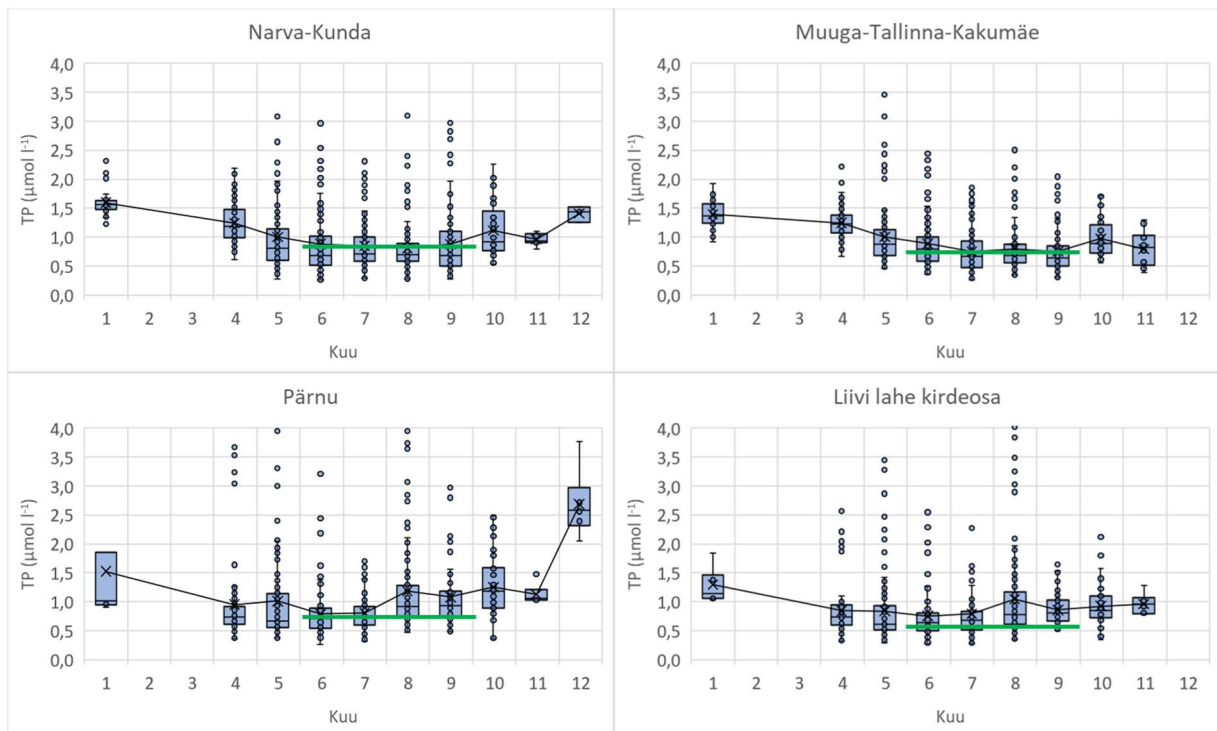 Narva-Kunda
TP (µmol l⁻¹)
4,0
3,5
3,0
2,5
2,0
1,5
1,0
0,5
0,0
1 2 3 4 5 6 7 8 9 10 11 12
Kuu
Muuga-Tallinna-Kakumäe
TP (µmol l⁻¹)
4,0
3,5
3,0
2,5
2,0
1,5
1,0
0,5
0,0
1 2 3 4 5 6 7 8 9 10 11 12
Kuu
Pärnu
TP (µmol l⁻¹)
4,0
3,5
3,0
2,5
2,0
1,5
1,0
0,5
0,0
1 2 3 4 5 6 7 8 9 10 11 12
Kuu
Liivi lahe kirdeosa
TP (µmol l⁻¹)
4,0
3,5
3,0
2,5
2,0
1,5
1,0
0,5
0,0
1 2 3 4 5 6 7 8 9 10 11 12
Kuu